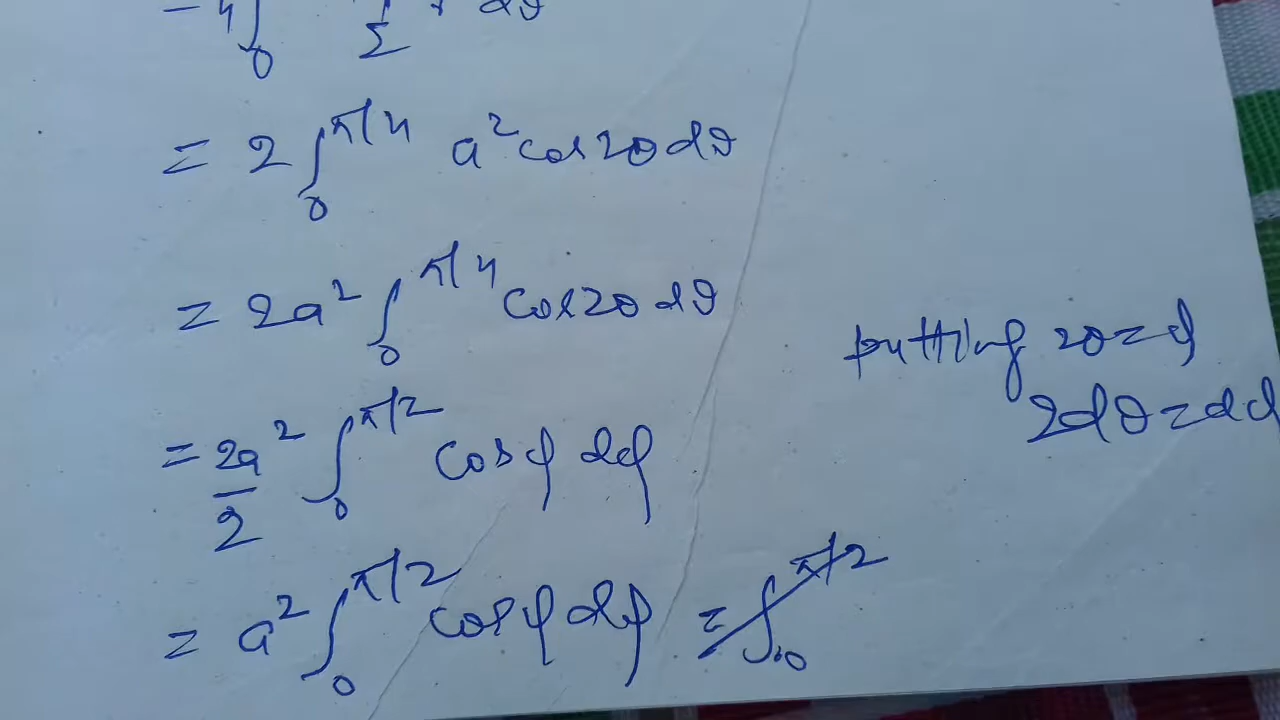 = 2 ∫₀^π/4 a² cos2θ dθ
= 2a² ∫₀^π/4 cos2θ dθ
putting 2θ = φ
2dθ = dφ
= 2a²/2 ∫₀^π/2 cosφ dφ
= a² ∫₀^π/2 cosφ dφ = ∫₀^π/2